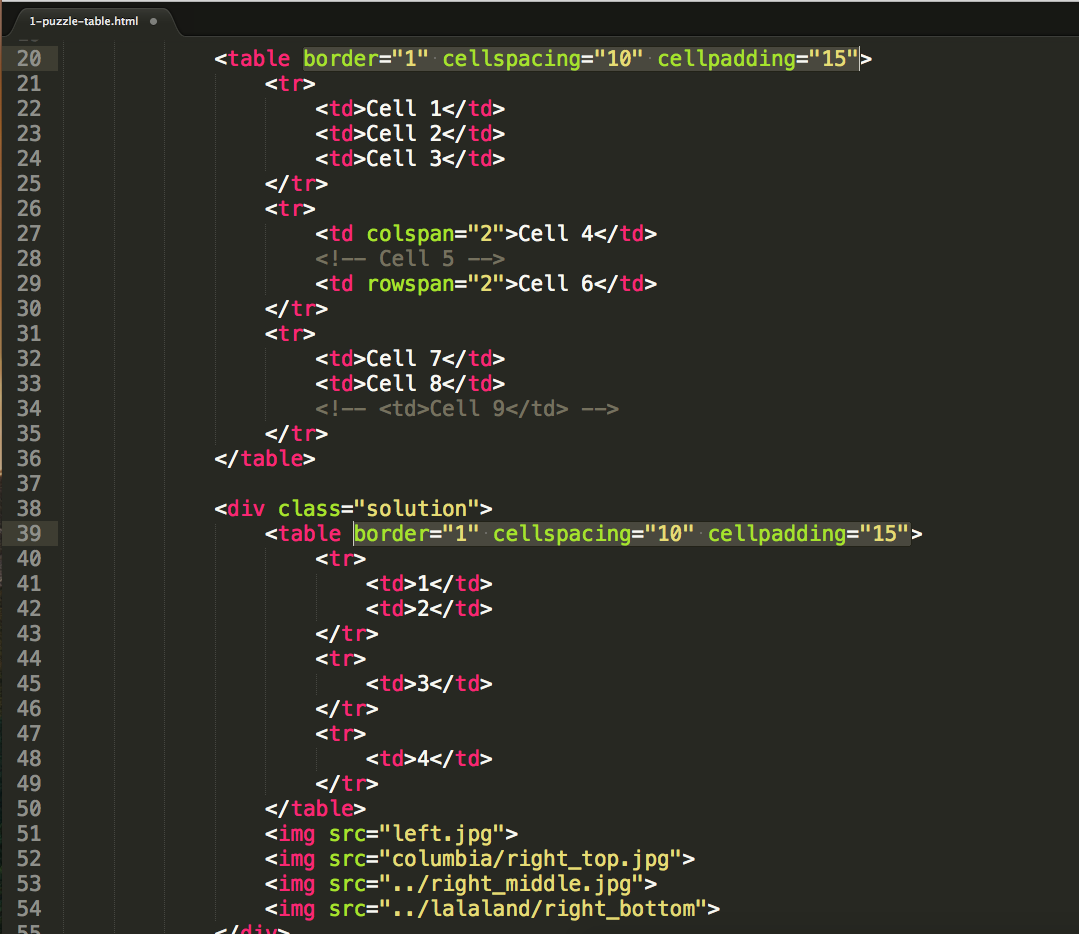 1-puzzle-table.html
20 <table border="1" cellspacing="10" cellpadding="15">
21 <tr>
22 <td>Cell 1</td>
23 <td>Cell 2</td>
24 <td>Cell 3</td>
25 </tr>
26 <tr>
27 <td colspan="2">Cell 4</td>
28 <!-- Cell 5 -->
29 <td rowspan="2">Cell 6</td>
30 </tr>
31 <tr>
32 <td>Cell 7</td>
33 <td>Cell 8</td>
34 <!-- <td>Cell 9</td> -->
35 </tr>
36 </table>
37
38 <div class="solution">
39 <table border="1" cellspacing="10" cellpadding="15">
40 <tr>
41 <td>1</td>
42 <td>2</td>
43 </tr>
44 <tr>
45 <td>3</td>
46 </tr>
47 <tr>
48 <td>4</td>
49 </tr>
50 </table>
51 <img src="left.jpg">
52 <img src="columbia/right_top.jpg">
53 <img src="../right_middle.jpg">
54 <img src="../lalaland/right_bottom">
55 </div>